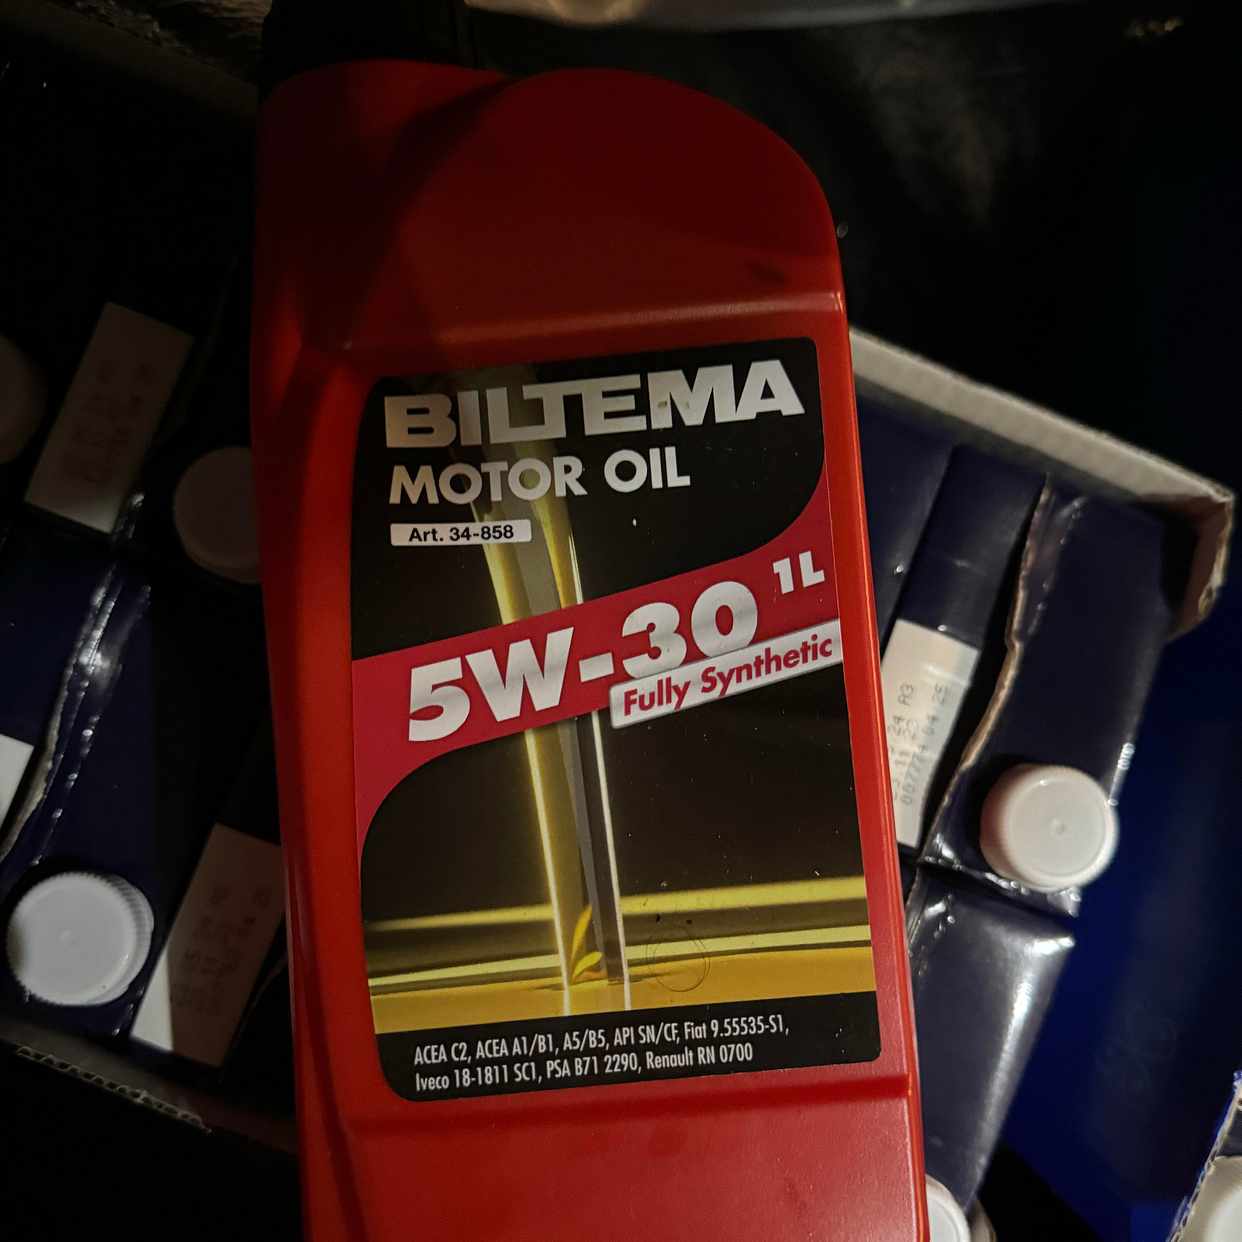 BILTEMA
MOTOR OIL
Art. 34-858
5W-30 1L
Fully Synthetic
ACEA C2, ACEA A1/B1, A5/B5, API SN/CF, Fiat 9.55535-S1,
Iveco 18-1811 SC1, PSA B71 2290, Renault RN 0700